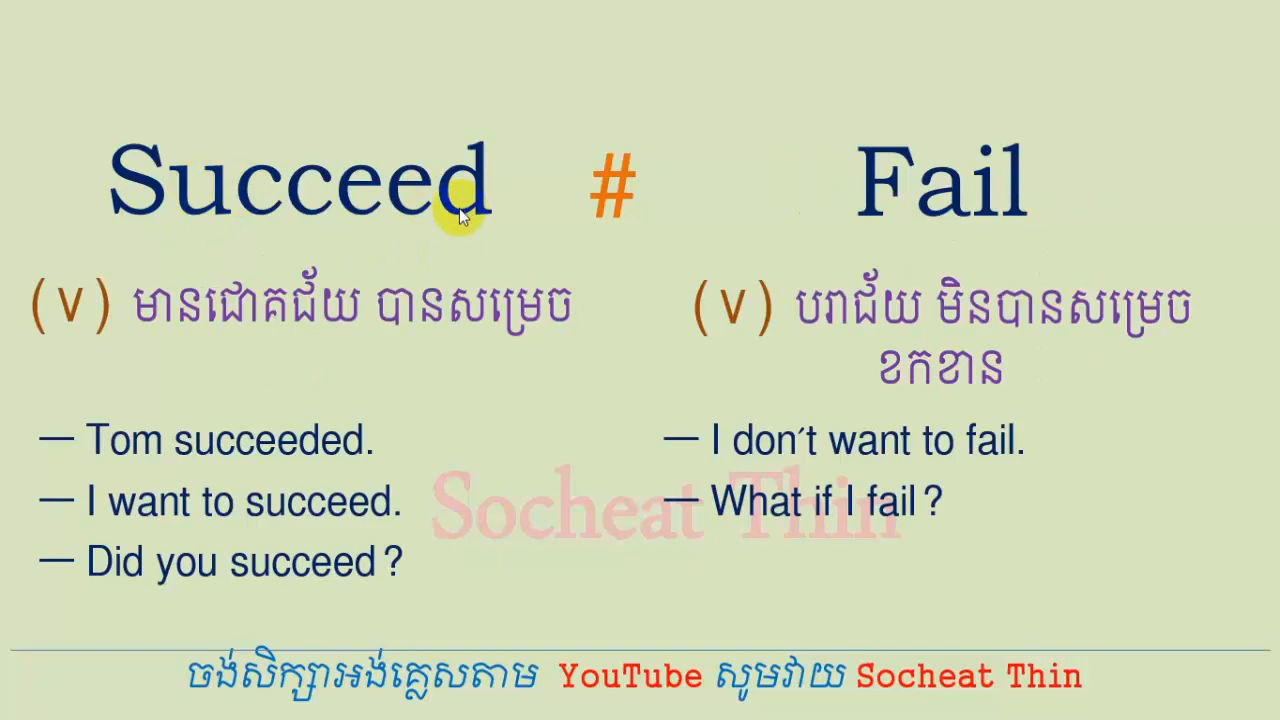 Succeed # Fail
(v) មានជោគជ័យ បានសម្រេច
(v) បរាជ័យ មិនបានសម្រេច
ខកខាន
— Tom succeeded.
— I want to succeed.
— Did you succeed?
— I don't want to fail.
— What if I fail?
Socheat Thin
ចង់សិក្សាអង់គ្លេសតាម YouTube សូមវាយ Socheat Thin